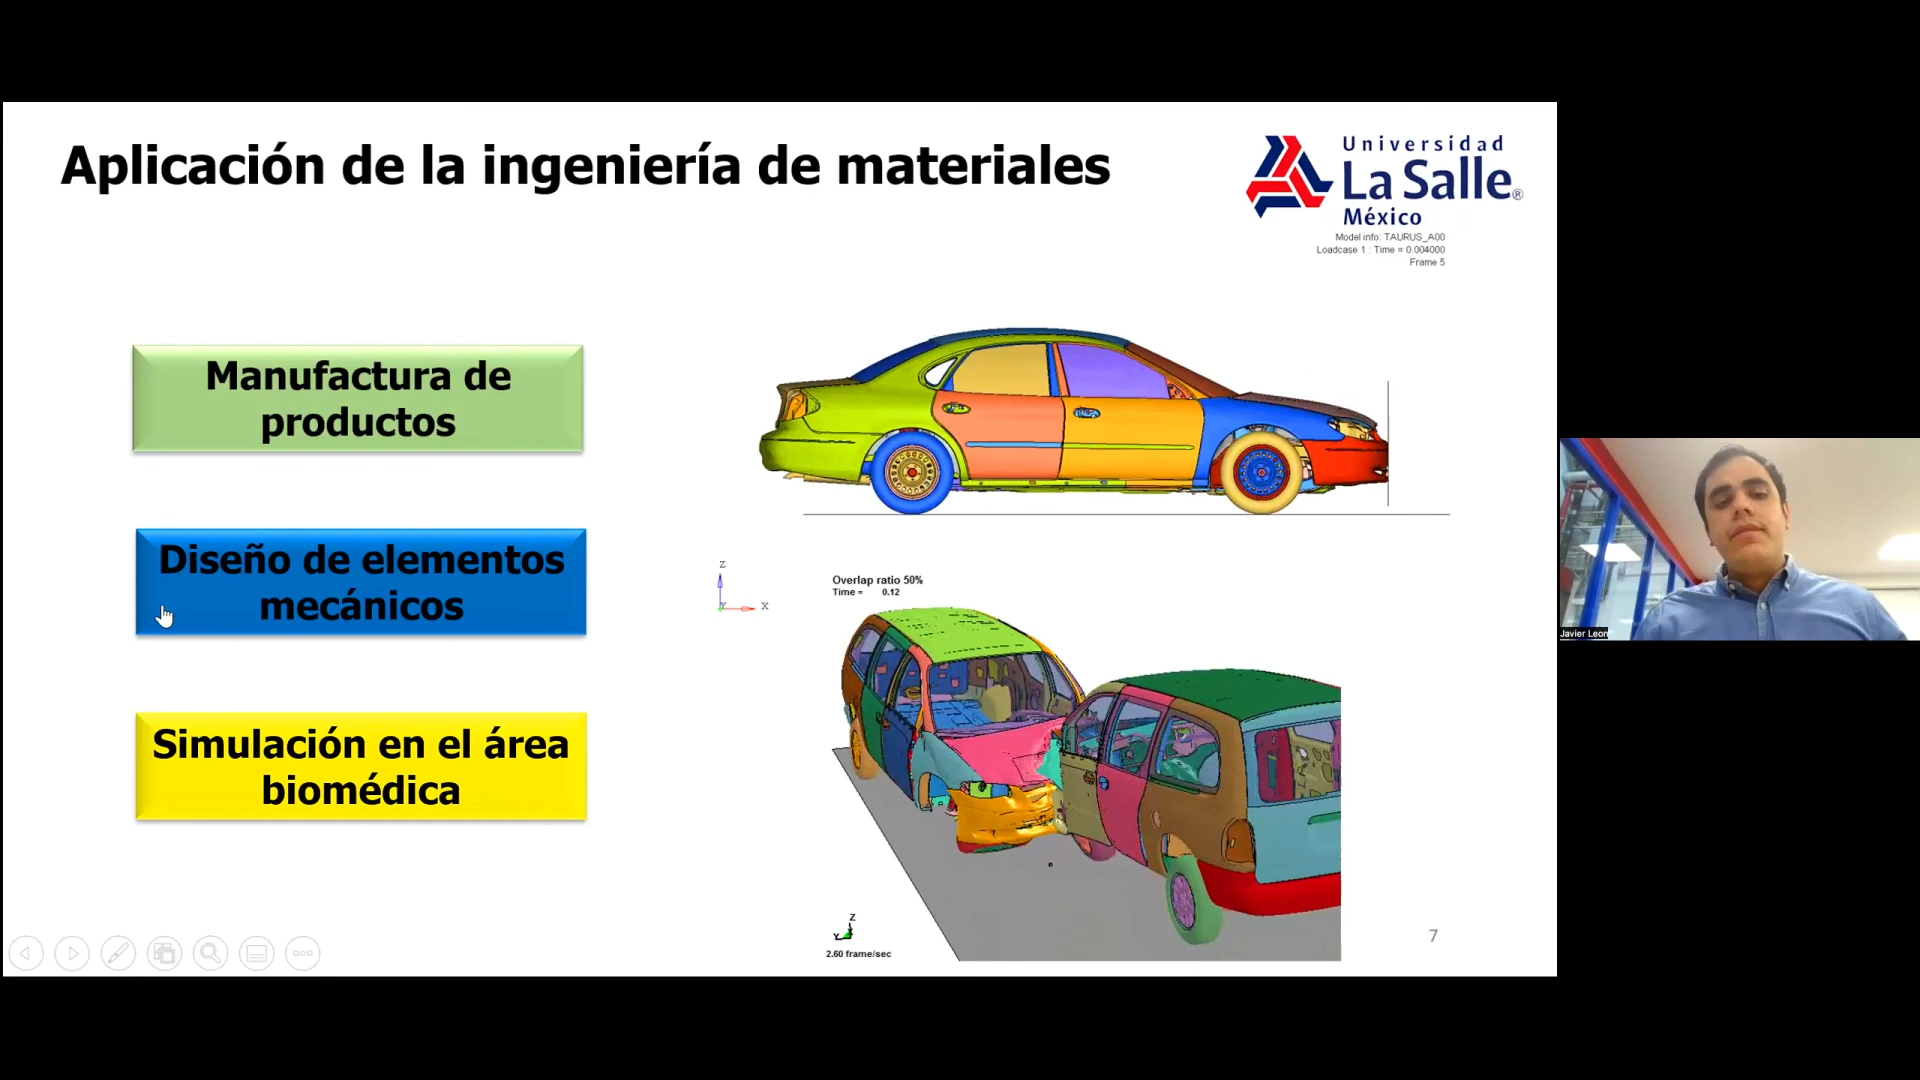 Aplicación de la ingeniería de materiales
Universidad
La Salle®
México
Model info: TAURUS_A00
Loadcase 1 : Time = 0.004000
Frame 5
Manufactura de
productos
Diseño de elementos
mecánicos
Simulación en el área
biomédica
Z
Y
X
Overlap ratio 50%
Time = 0.12
Z
Y
2.60 frame/sec
7
Javier Leon